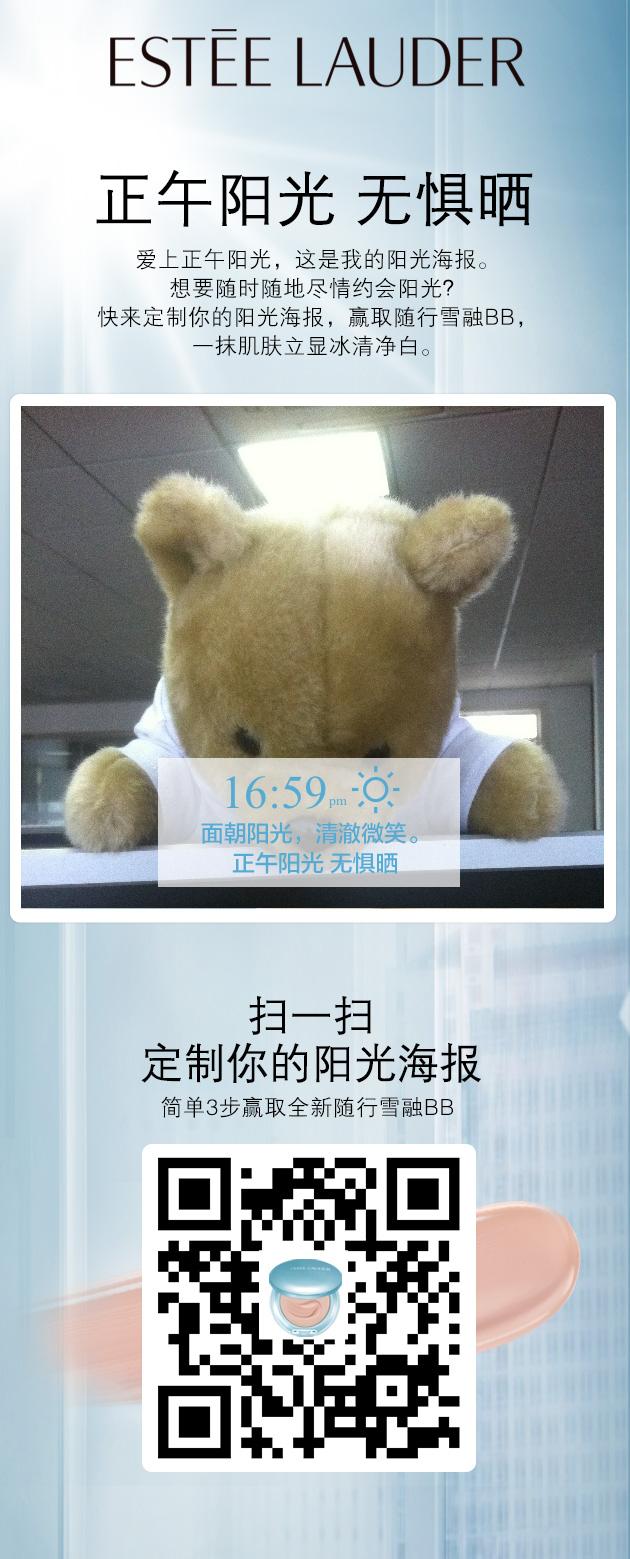 ESTĒE LAUDER
正午阳光 无惧晒
爱上正午阳光，这是我的阳光海报。
想要随时随地尽情约会阳光？
快来定制你的阳光海报，赢取随行雪融BB，
一抹肌肤立显冰清净白。
16:59pm
面朝阳光，清澈微笑。
正午阳光 无惧晒
扫一扫
定制你的阳光海报
简单3步赢取全新随行雪融BB
ESTĒE LAUDER